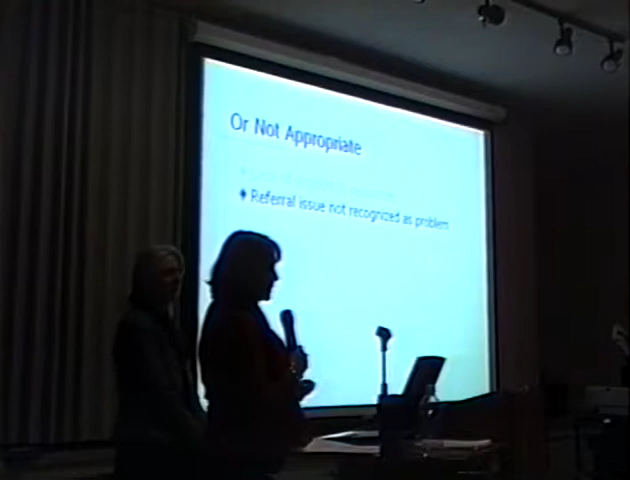 Or Not Appropriate
♦ Referral issue not recognized as problem